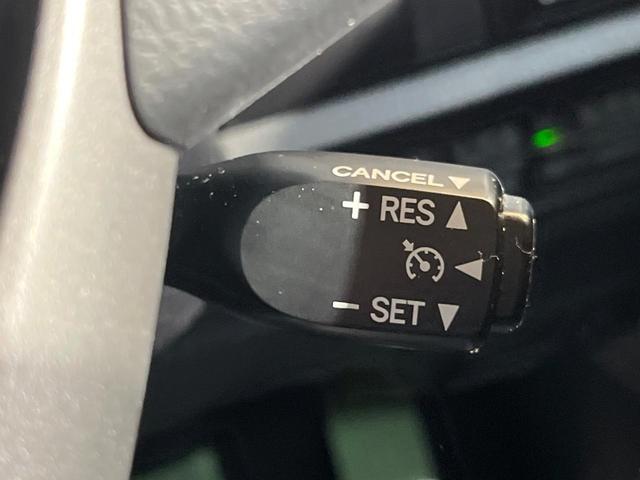 CANCEL ▼
+ RES ▲
◀
− SET ▼